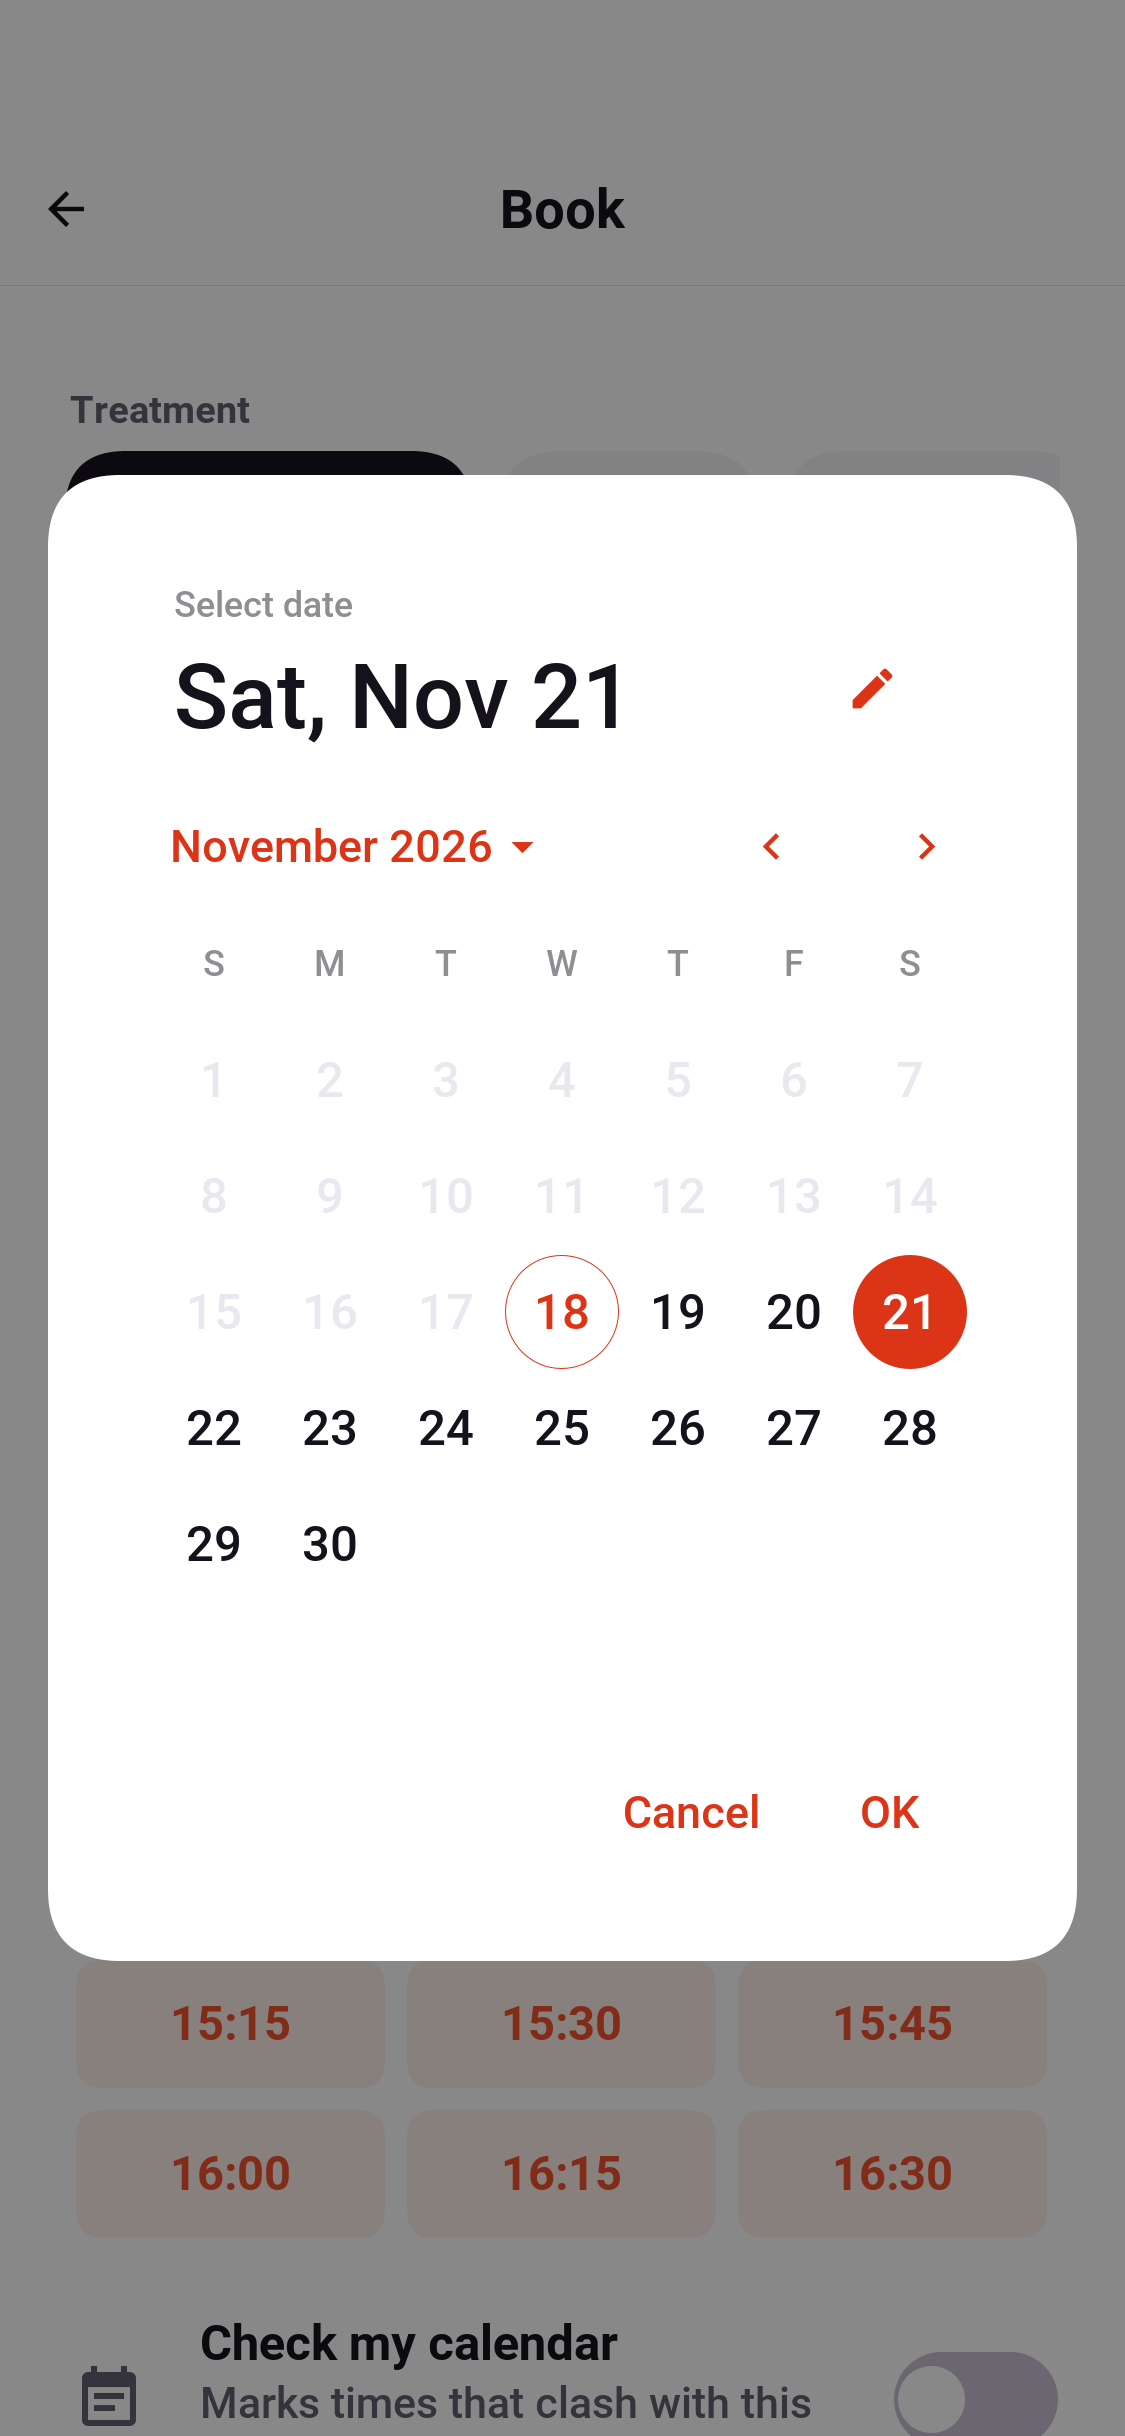 Book
Treatment
Select date
Sat, Nov 21
November 2026
S M T W T F S
1 2 3 4 5 6 7
8 9 10 11 12 13 14
15 16 17 18 19 20 21
22 23 24 25 26 27 28
29 30
Cancel OK
15:15 15:30 15:45
16:00 16:15 16:30
Check my calendar
Marks times that clash with this